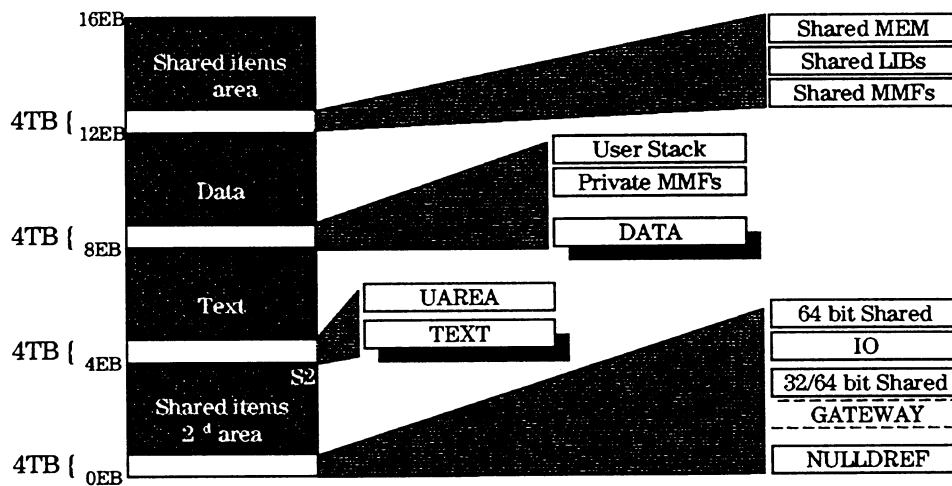 16EB
Shared items
area
4TB {
12EB
Data
4TB {
8EB
Text
4TB {
4EB
S2
Shared items
2 d area
4TB {
0EB
Shared MEM
Shared LIBs
Shared MMFs
User Stack
Private MMFs
DATA
UAREA
TEXT
64 bit Shared
IO
32/64 bit Shared
GATEWAY
NULLDREF